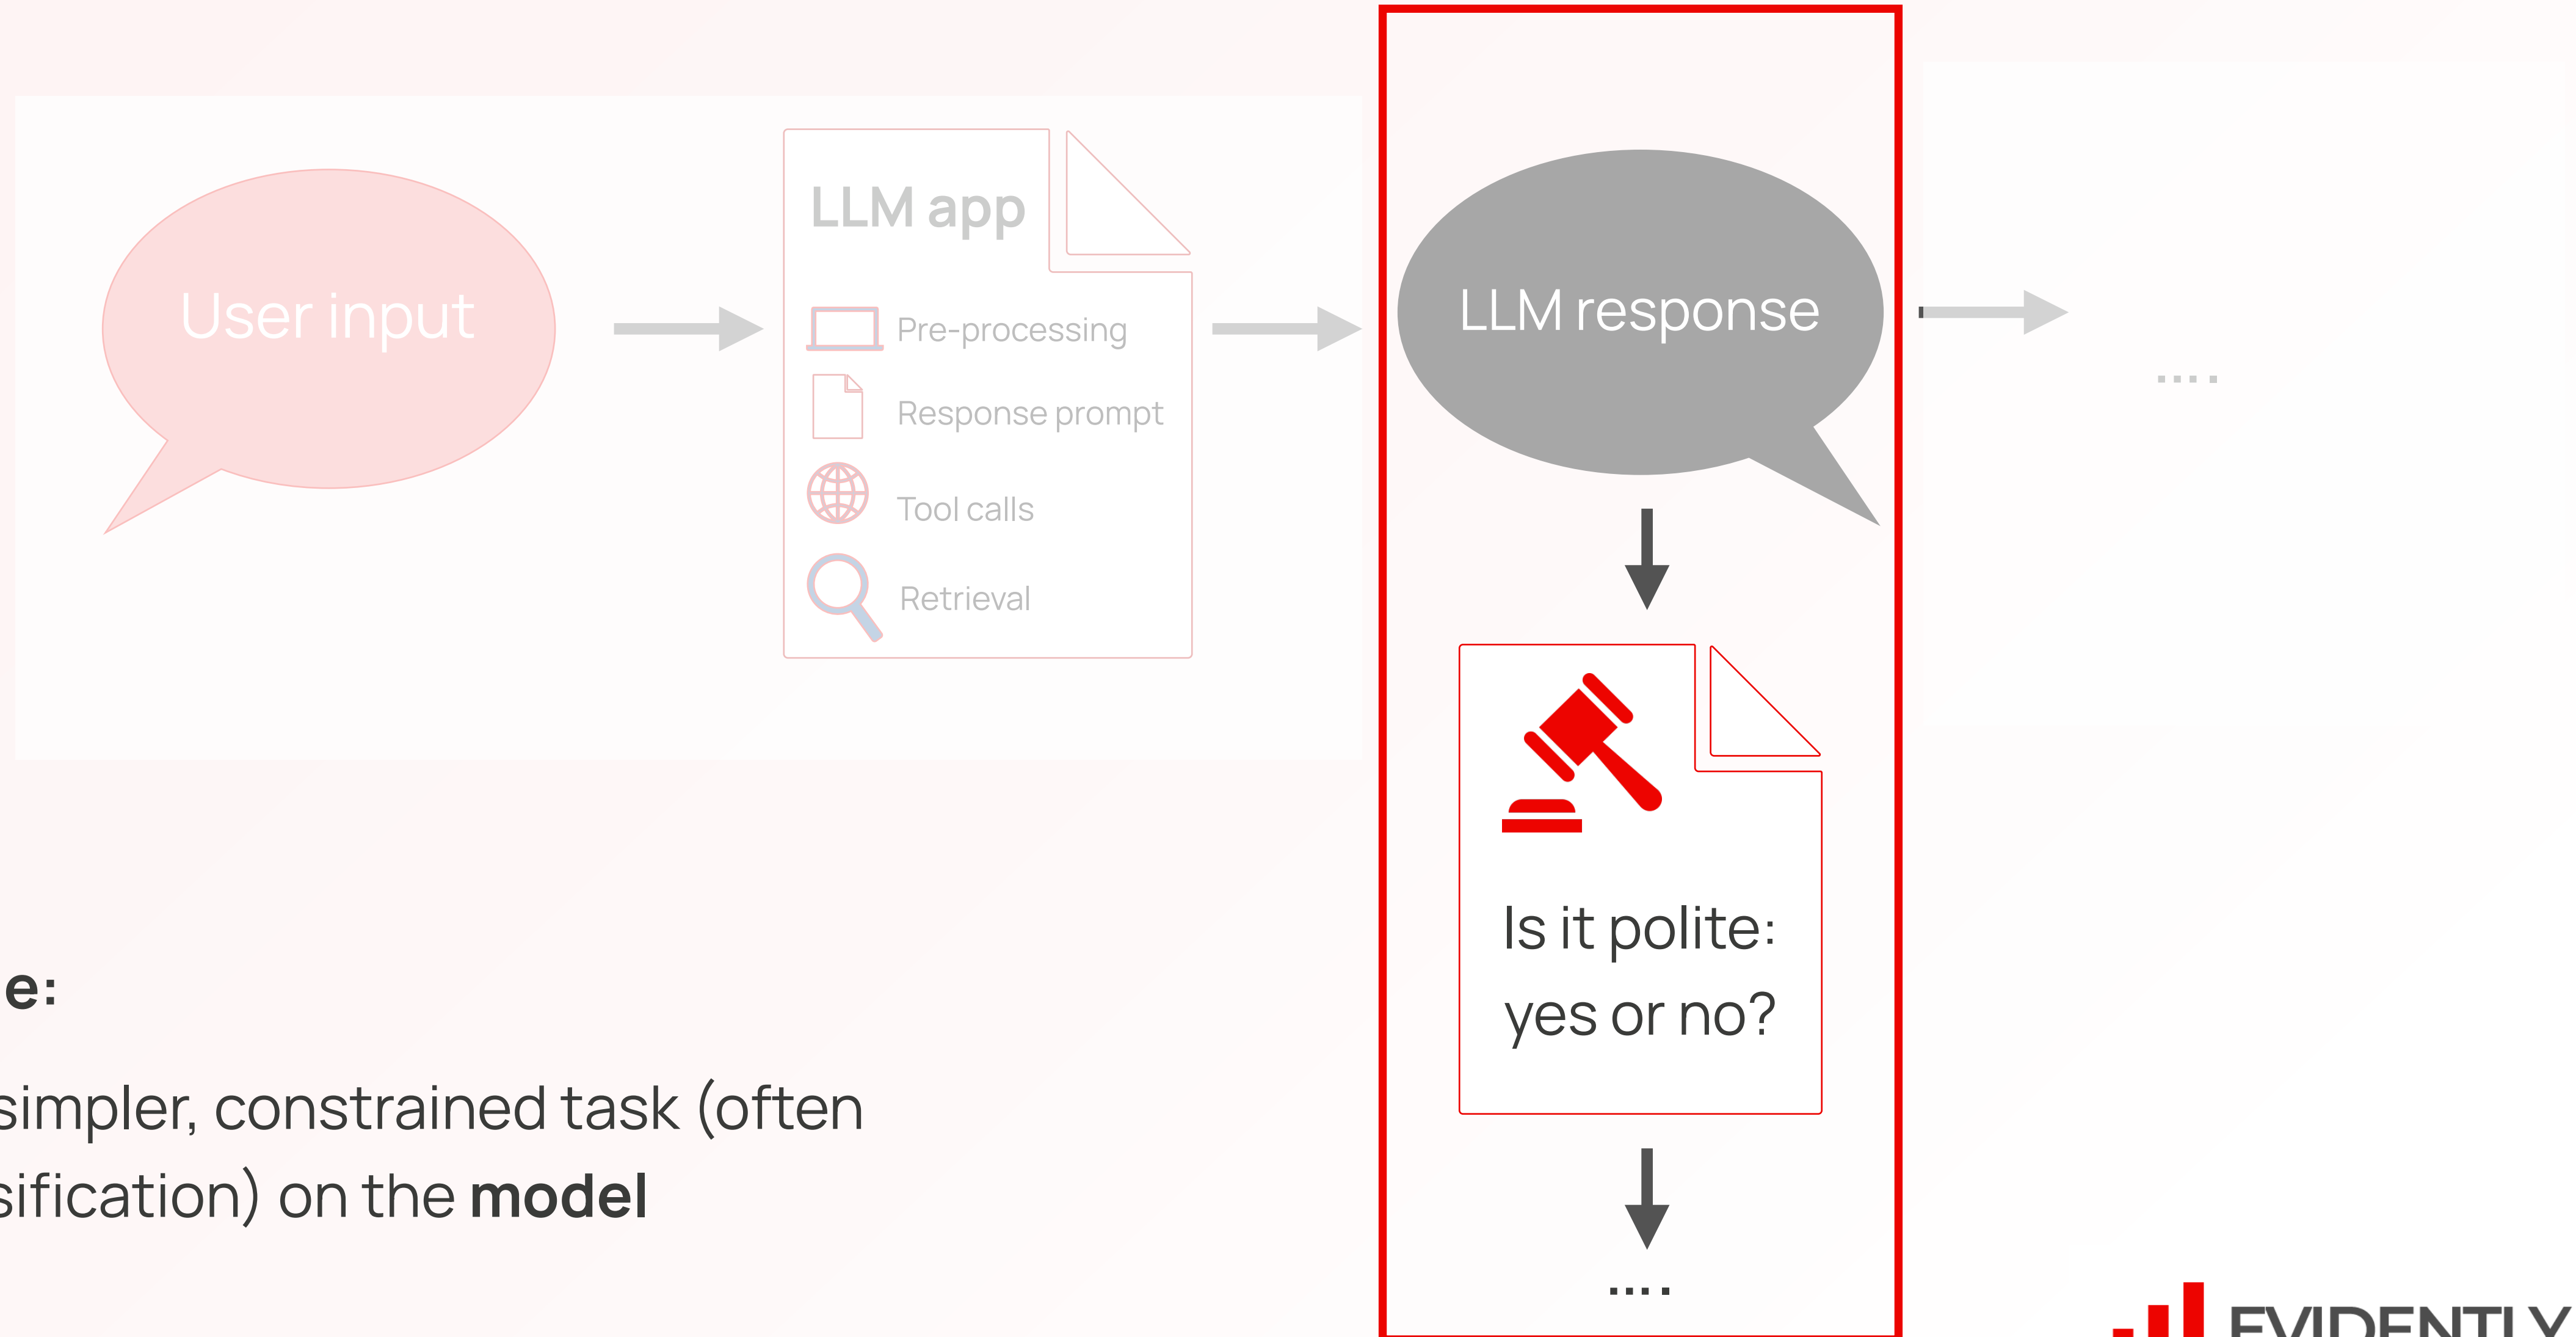 User input
LLM app
Pre-processing
Response prompt
Tool calls
Retrieval
LLM response
....
Is it polite:
yes or no?
....
e:
simpler, constrained task (often
sification) on the model
EVIDENTLY